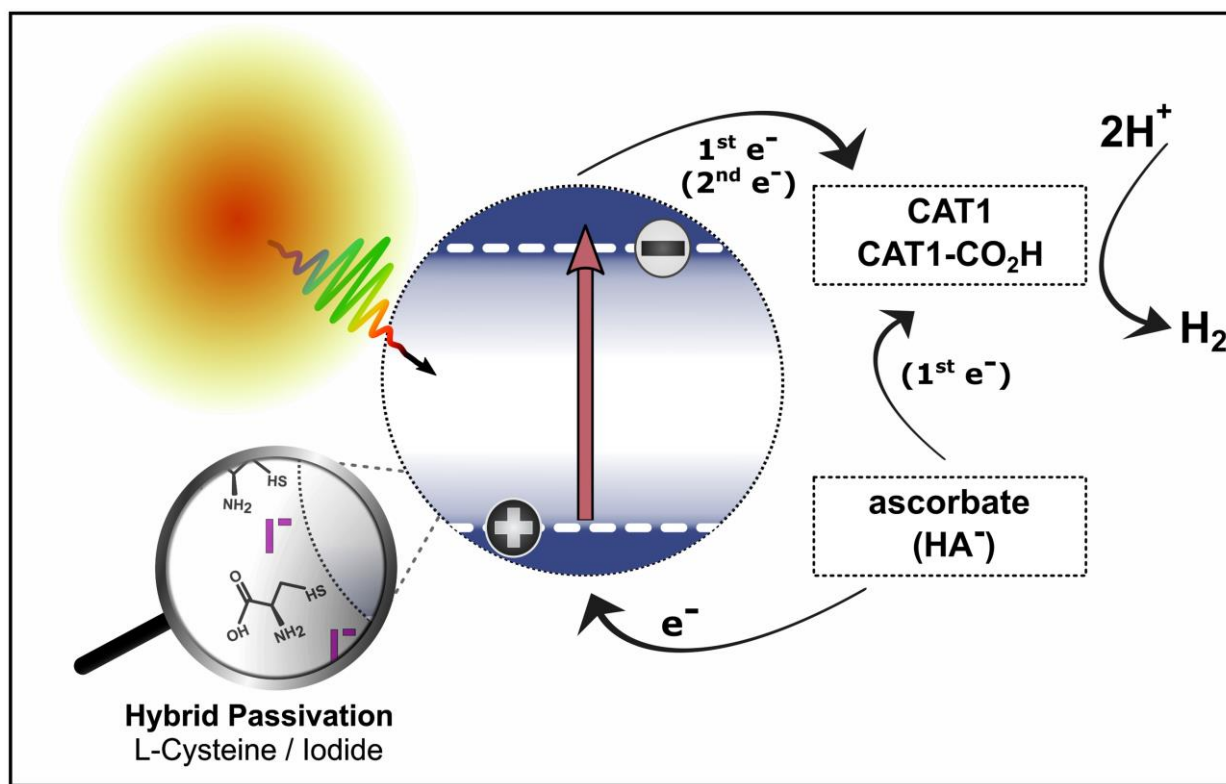 1ˢᵗ e⁻
(2ⁿᵈ e⁻)
2H⁺
CAT1
CAT1-CO₂H
H₂
(1ˢᵗ e⁻)
ascorbate
(HA⁻)
e⁻
HS
NH₂
I⁻
O
HS
OH
NH₂
I⁻
Hybrid Passivation
L-Cysteine / Iodide